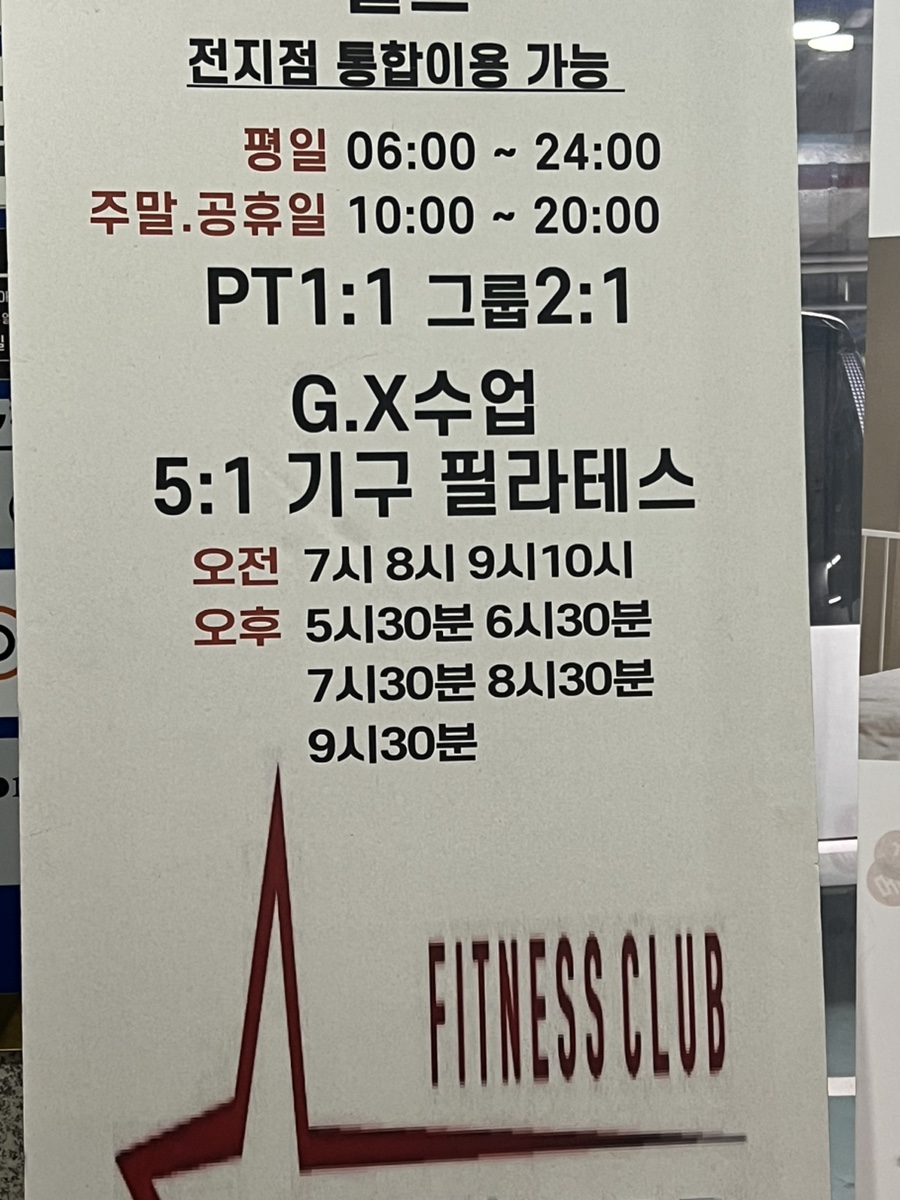 전지점 통합이용 가능
평일 06:00 ~ 24:00
주말.공휴일 10:00 ~ 20:00
PT1:1 그룹2:1
G.X수업
5:1 기구 필라테스
오전 7시 8시 9시10시
오후 5시30분 6시30분
7시30분 8시30분
9시30분
FITNESS CLUB